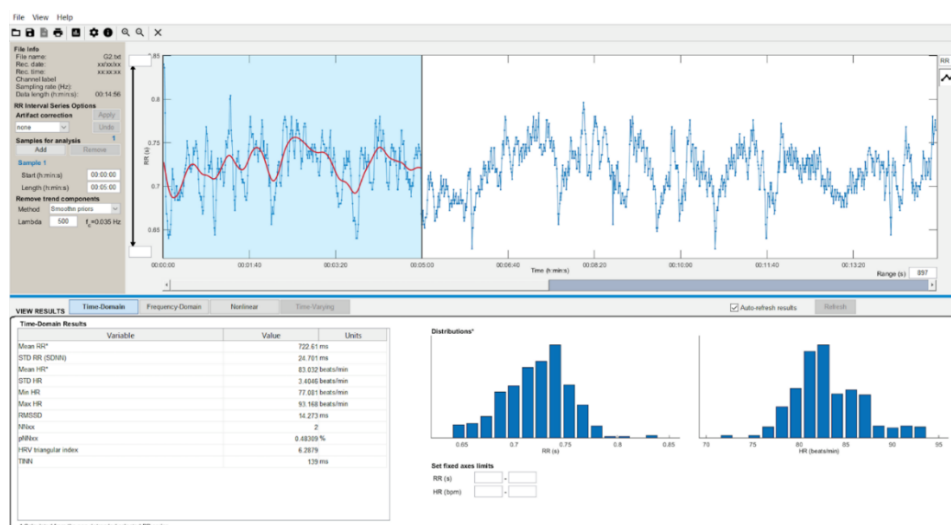 File View Help
File Info
File name: G2.txt
Rec. date: xx/xx/xx
Rec. time: xx:xx:xx
Channel label
Sampling rate (Hz):
Data length (h:min:s): 00:14:56
RR Interval Series Options
Artifact correction Apply
none Undo
Samples for analysis 1
Add Remove
Sample 1
Start (h:min:s) 00:00:00
Length (h:min:s) 00:05:00
Remove trend components
Method Smoothn priors
Lambda 500 fc=0.035 Hz
0.85
0.8
0.75
0.7
0.65
RR (s)
RR
00:00:00 00:01:40 00:03:20 00:05:00 00:06:40 00:08:20 00:10:00 00:11:40 00:13:20
Time (h:min:s)
Range (s) 897
VIEW RESULTS Time-Domain Frequency-Domain Nonlinear Time-Varying Auto-refresh results Refresh
Time-Domain Results
Variable Value Units
Mean RR* 722.61 ms
STD RR (SDNN) 24.701 ms
Mean HR* 83.032 beats/min
STD HR 3.4046 beats/min
Min HR 77.081 beats/min
Max HR 93.168 beats/min
RMSSD 14.273 ms
NNxx 2
pNNxx 0.48309 %
HRV triangular index 6.2879
TINN 139 ms
Distributions*
0.65 0.7 0.75 0.8 0.85
RR (s)
70 75 80 85 90 95
HR (beats/min)
Set fixed axes limits
RR (s) -
HR (bpm) -